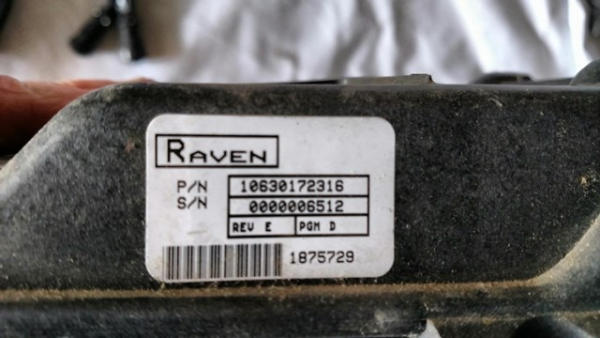 RAVEN
P/N 10630172316
S/N 0000006512
REV E PGM D
1875729